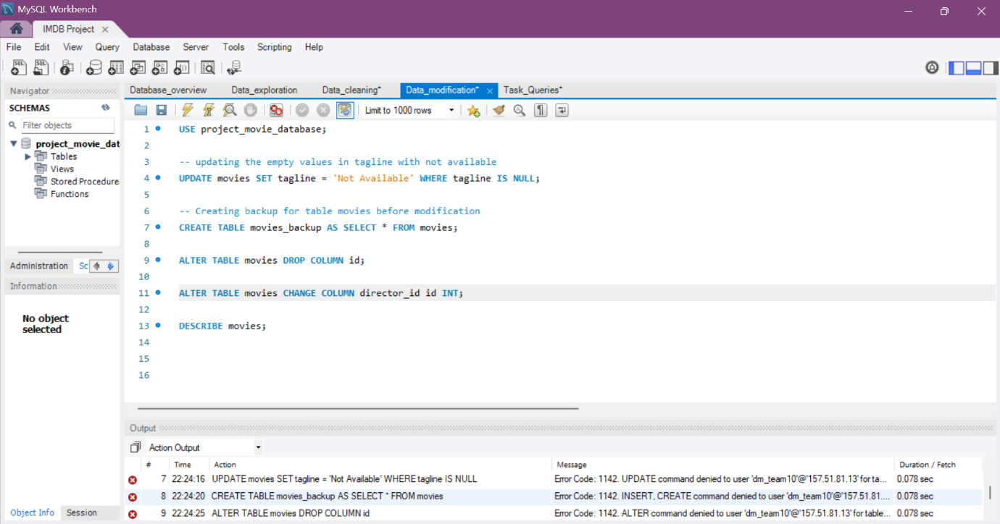 MySQL Workbench
IMDB Project
File Edit View Query Database Server Tools Scripting Help
Navigator
SCHEMAS
Filter objects
project_movie_dat
Tables
Views
Stored Procedure
Functions
Administration Sc
Information
No object
selected
Object Info Session
Database_overview Data_exploration Data_cleaning* Data_modification* Task_Queries*
Limit to 1000 rows
1 USE project_movie_database;
2
3 -- updating the empty values in tagline with not available
4 UPDATE movies SET tagline = 'Not Available' WHERE tagline IS NULL;
5
6 -- Creating backup for table movies before modification
7 CREATE TABLE movies_backup AS SELECT * FROM movies;
8
9 ALTER TABLE movies DROP COLUMN id;
10
11 ALTER TABLE movies CHANGE COLUMN director_id id INT;
12
13 DESCRIBE movies;
14
15
16
Output
Action Output
# Time Action Message Duration / Fetch
7 22:24:16 UPDATE movies SET tagline = 'Not Available' WHERE tagline IS NULL Error Code: 1142. UPDATE command denied to user 'dm_team10'@'157.51.81.13' for ta... 0.078 sec
8 22:24:20 CREATE TABLE movies_backup AS SELECT * FROM movies Error Code: 1142. INSERT, CREATE command denied to user 'dm_team10'@'157.51.81.... 0.078 sec
9 22:24:25 ALTER TABLE movies DROP COLUMN id Error Code: 1142. ALTER command denied to user 'dm_team10'@'157.51.81.13' for table... 0.078 sec